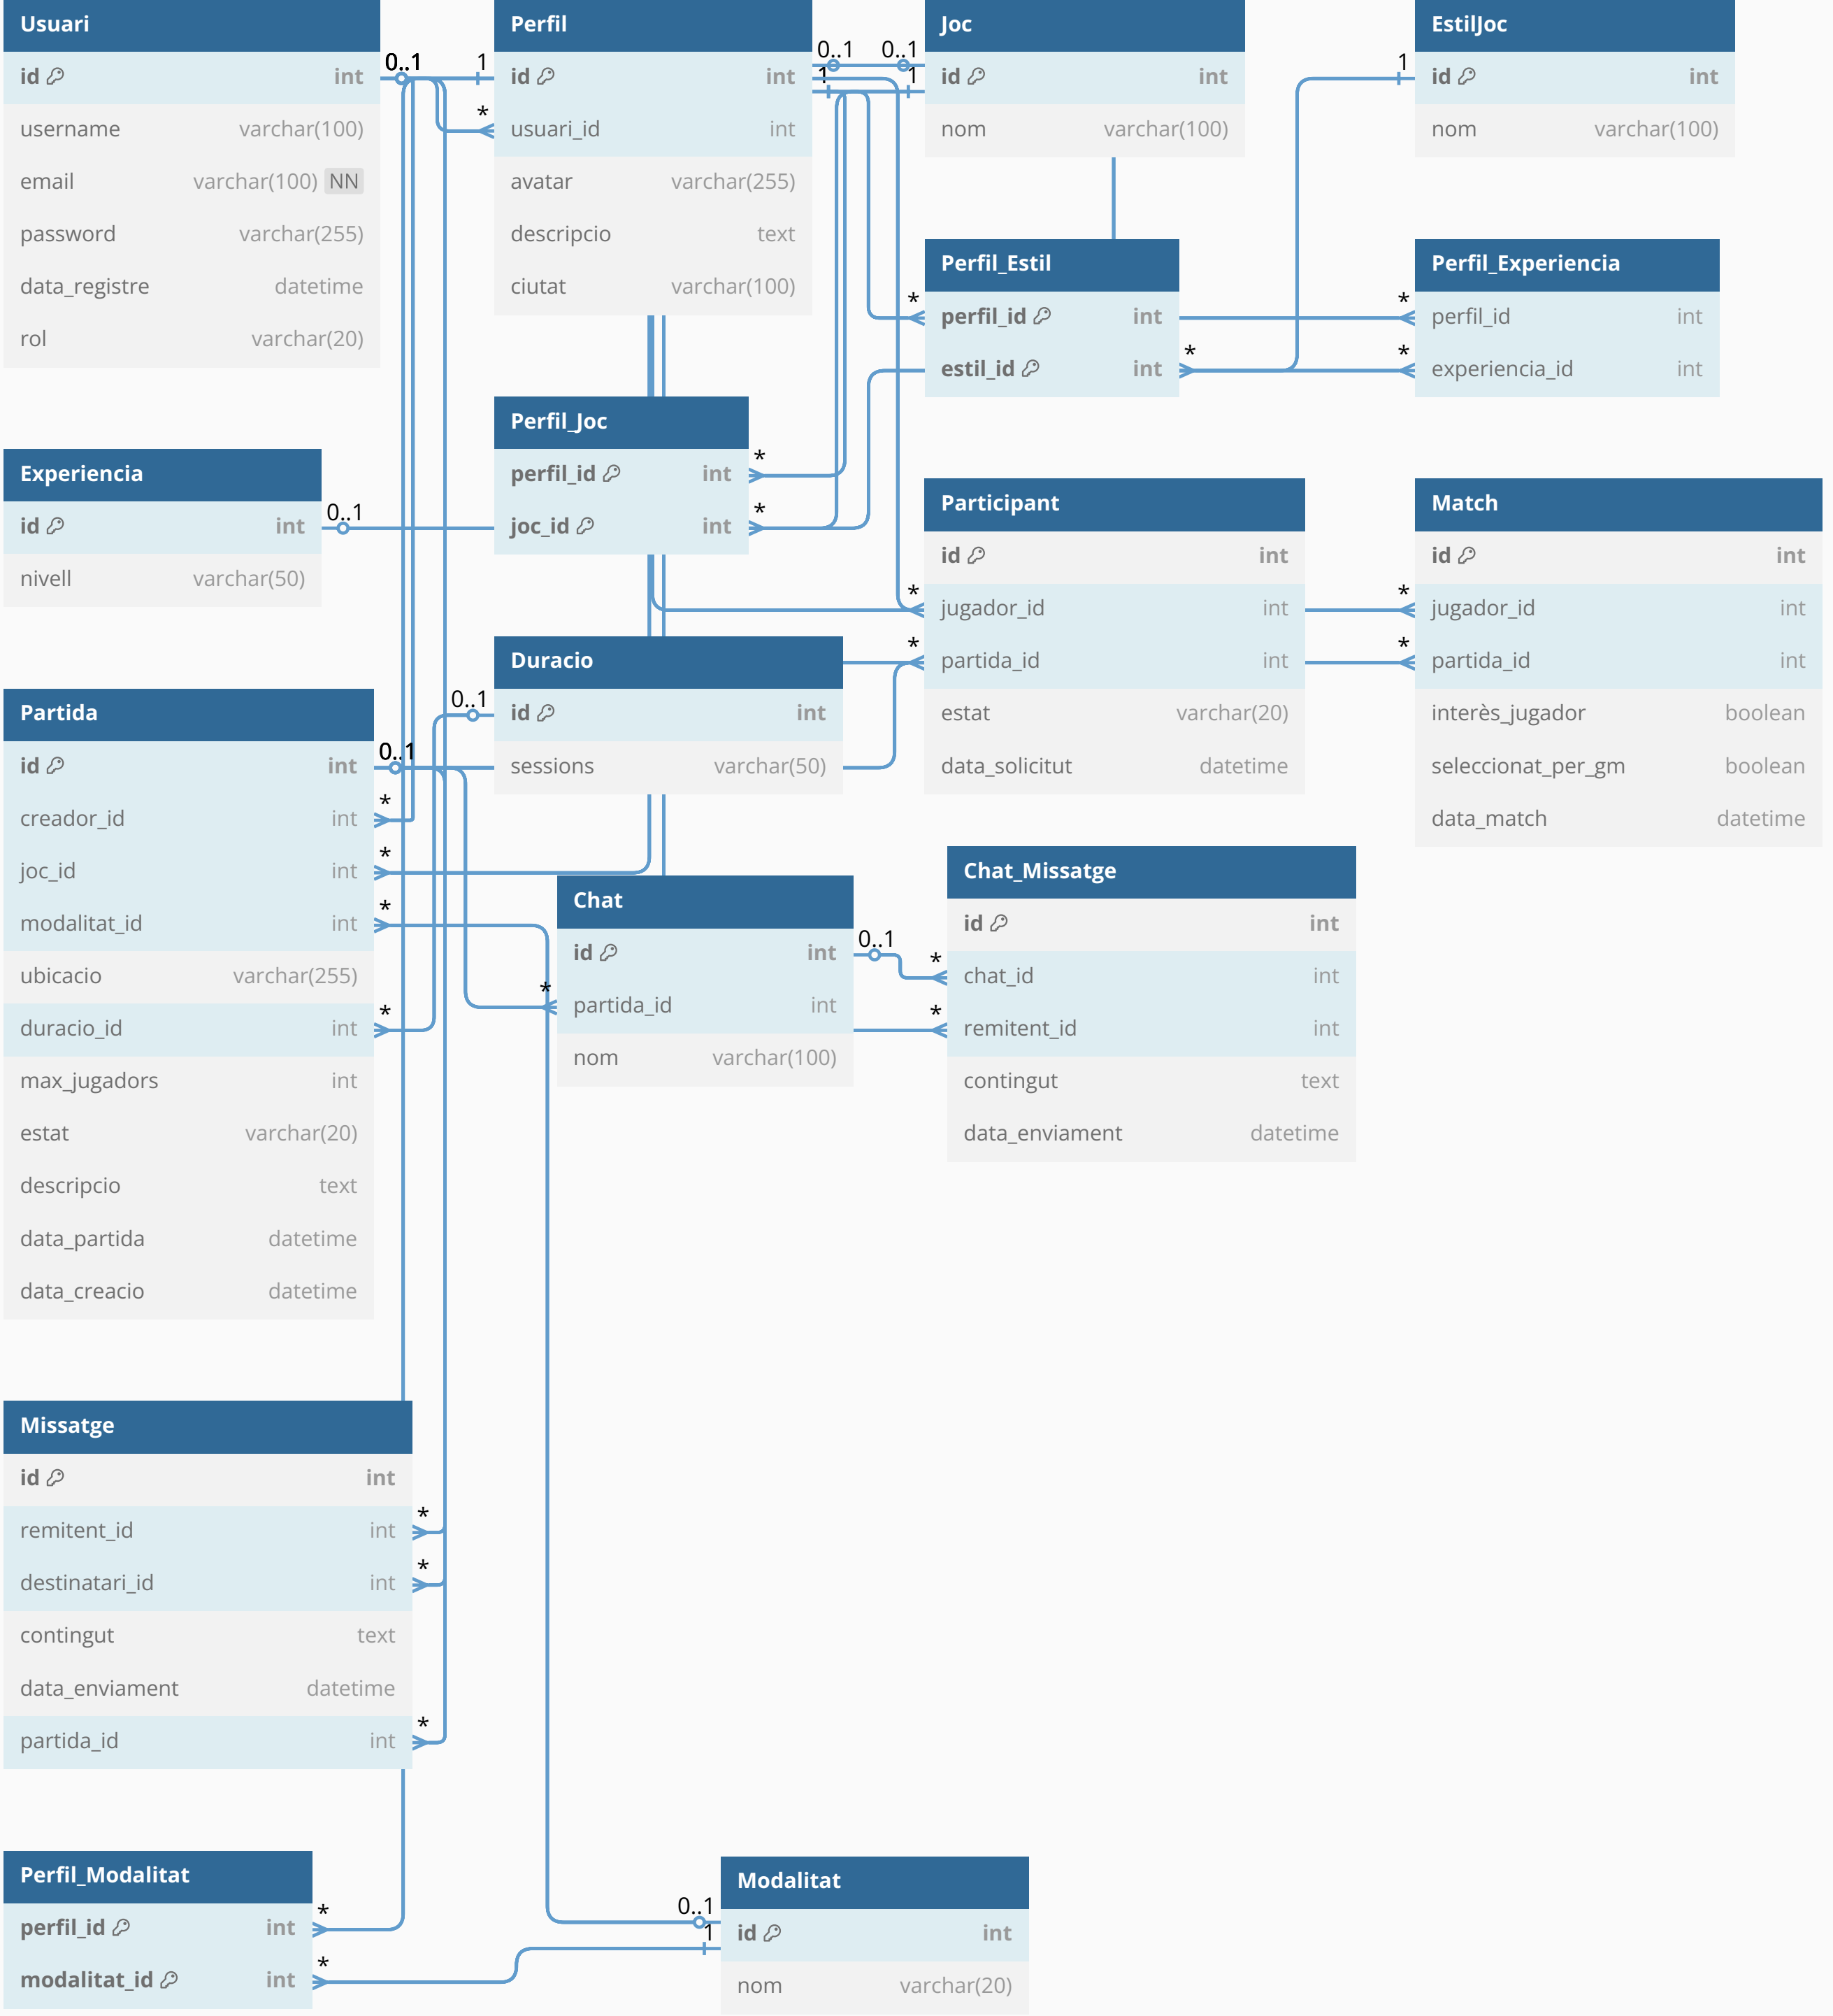 Usuari
id int
username varchar(100)
email varchar(100) NN
password varchar(255)
data_registre datetime
rol varchar(20)
0..1
1
*
Perfil
id int
usuari_id int
avatar varchar(255)
descripcio text
ciutat varchar(100)
0..1
0..1
1
1
Joc
id int
nom varchar(100)
1
EstilJoc
id int
nom varchar(100)
*
Perfil_Estil
perfil_id int
estil_id int
*
*
*
Perfil_Experiencia
perfil_id int
experiencia_id int
Perfil_Joc
perfil_id int
joc_id int
*
*
Experiencia
id int
nivell varchar(50)
0..1
*
*
Participant
id int
jugador_id int
partida_id int
estat varchar(20)
data_solicitut datetime
*
*
Match
id int
jugador_id int
partida_id int
interès_jugador boolean
seleccionat_per_gm boolean
data_match datetime
0..1
Duracio
id int
sessions varchar(50)
Partida
id int
creador_id int
joc_id int
modalitat_id int
ubicacio varchar(255)
duracio_id int
max_jugadors int
estat varchar(20)
descripcio text
data_partida datetime
data_creacio datetime
0..1
*
*
*
*
*
Chat
id int
partida_id int
nom varchar(100)
0..1
*
*
Chat_Missatge
id int
chat_id int
remitent_id int
contingut text
data_enviament datetime
Missatge
id int
remitent_id int
destinatari_id int
contingut text
data_enviament datetime
partida_id int
*
*
*
Perfil_Modalitat
perfil_id int
modalitat_id int
*
*
0..1
1
Modalitat
id int
nom varchar(20)